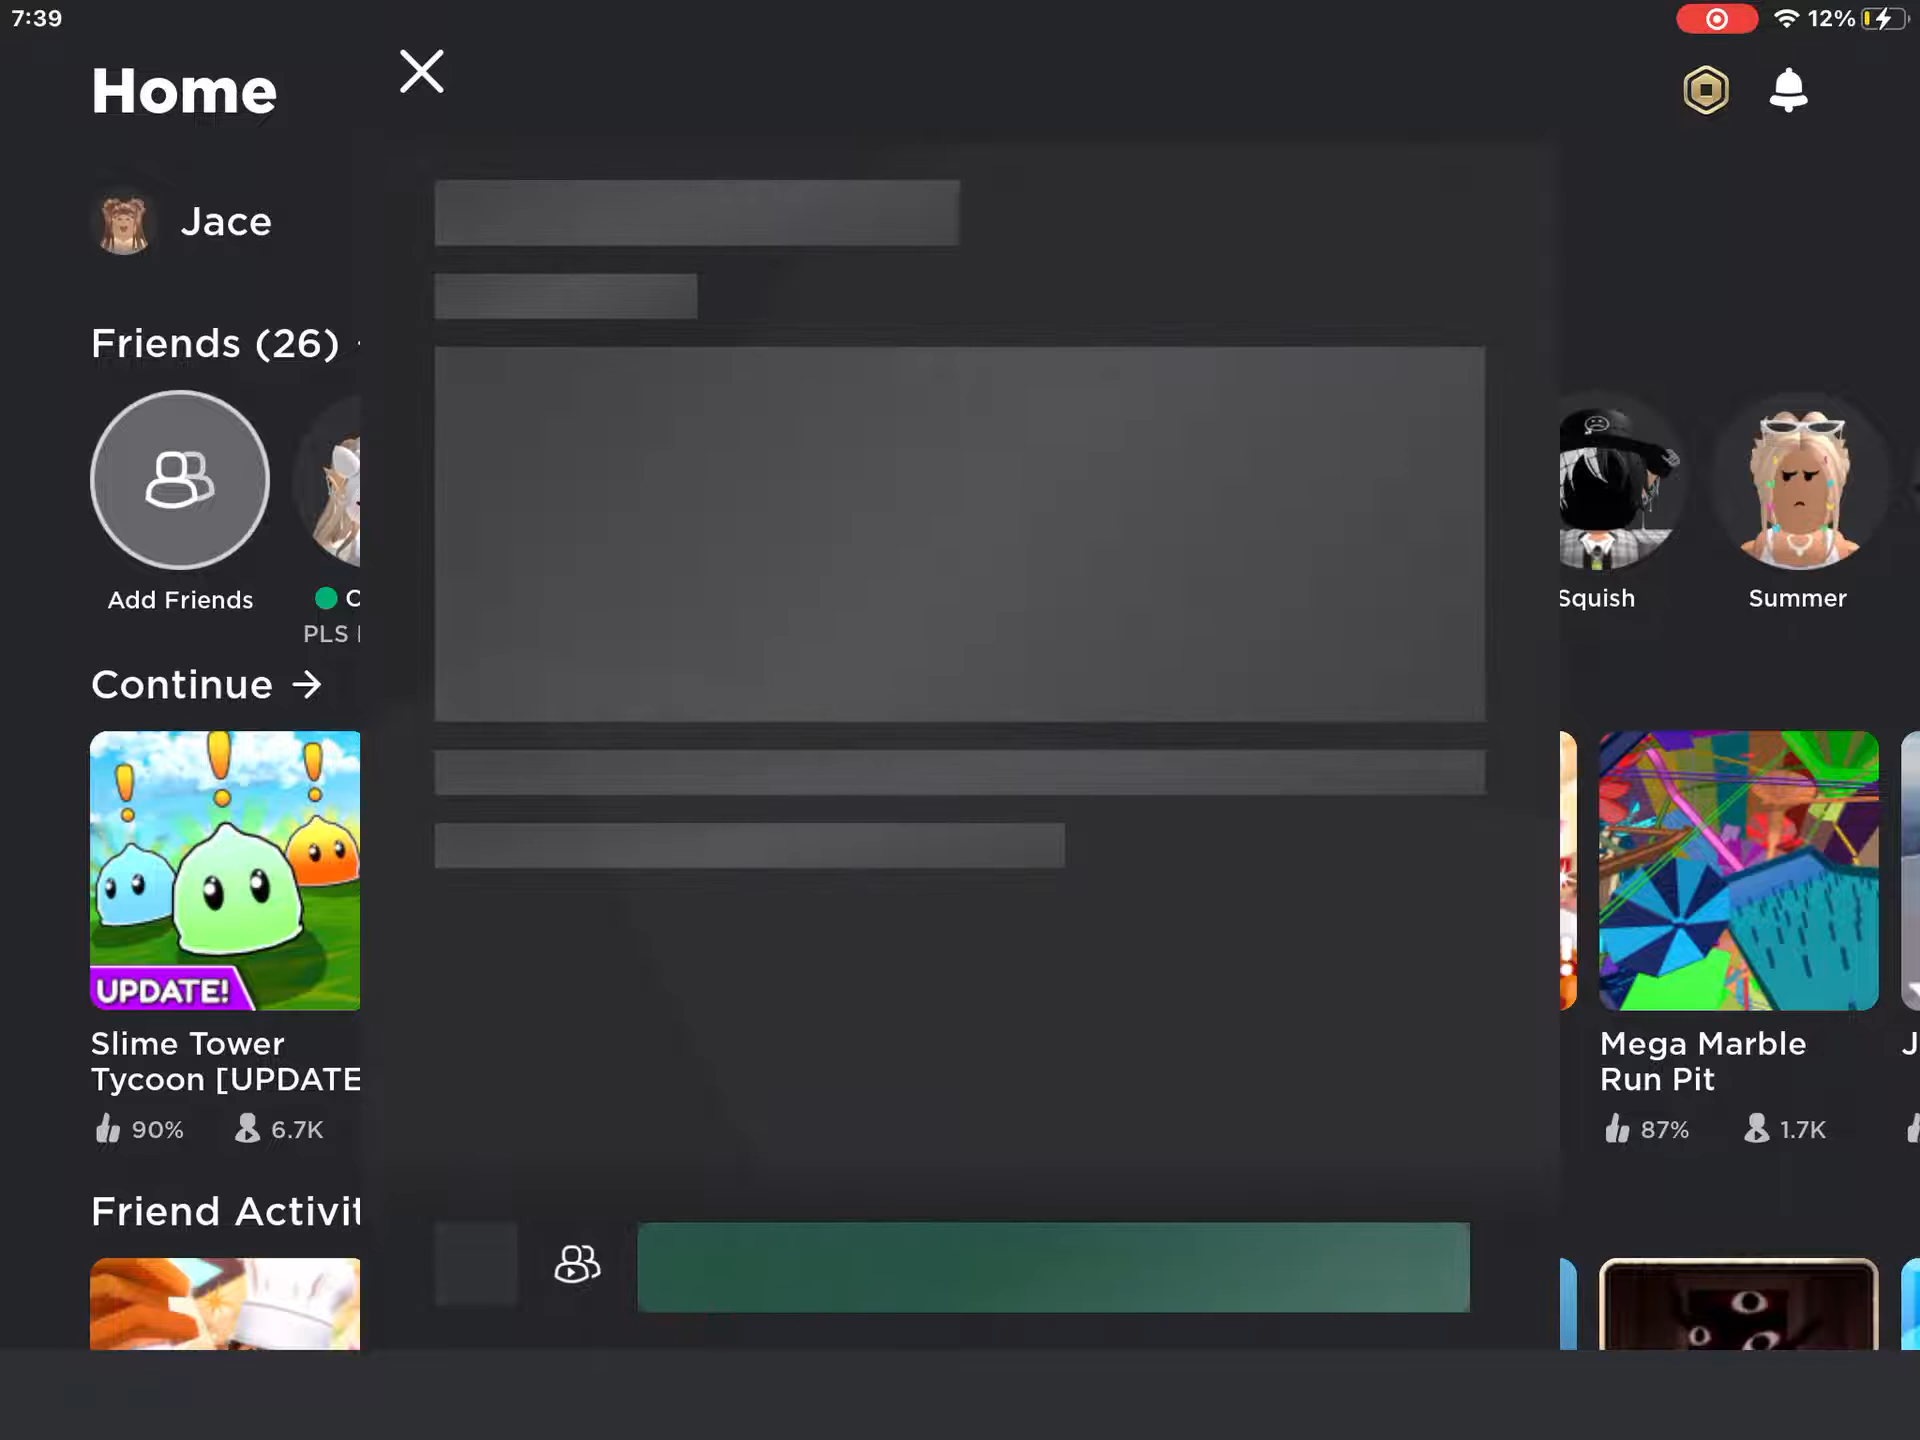 7:39
12%
Home
Jace
Friends (26)
Add Friends
Squish
Summer
PLS
Continue →
UPDATE!
Slime Tower
Tycoon [UPDATE
90%
6.7K
Mega Marble
Run Pit
87%
1.7K
J
Friend Activit